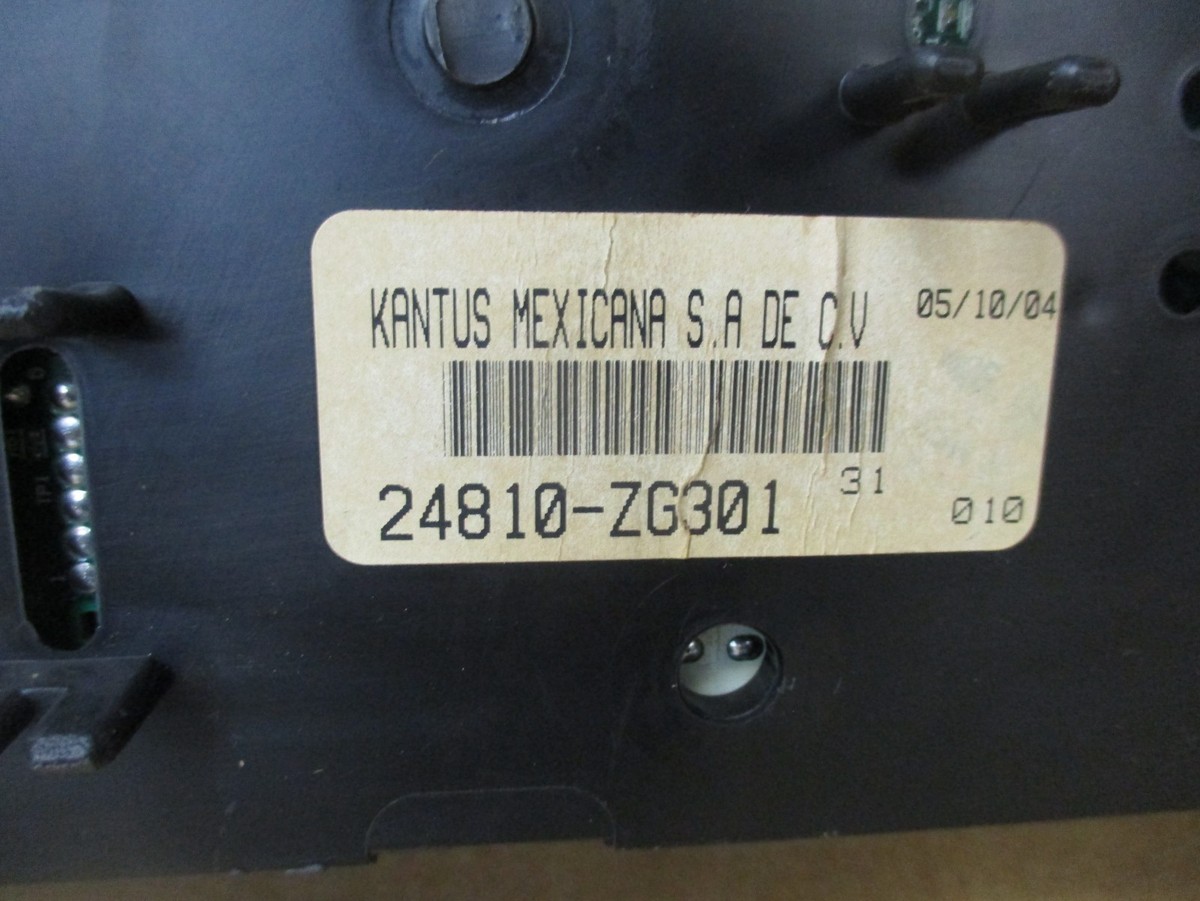 KANTUS MEXICANA S.A DE C.V 05/10/04
24810-ZG301 31 010